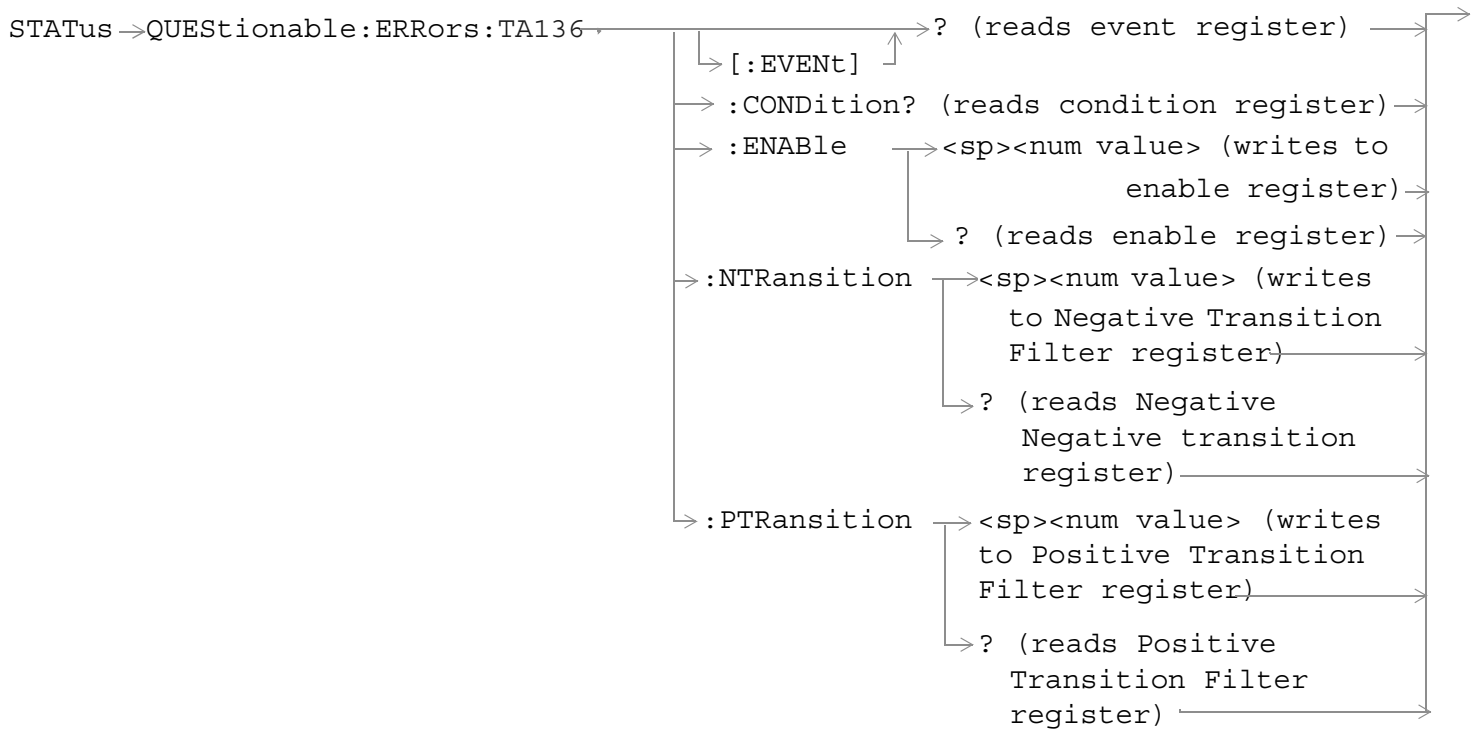 STATus QUEStionable:ERRors:TA136 ? (reads event register)
[:EVENt]
:CONDition? (reads condition register)
:ENABle <sp><num value> (writes to
enable register)
? (reads enable register)
:NTRansition <sp><num value> (writes
to Negative Transition
Filter register)
? (reads Negative
Negative transition
register)
:PTRansition <sp><num value> (writes
to Positive Transition
Filter register)
? (reads Positive
Transition Filter
register)